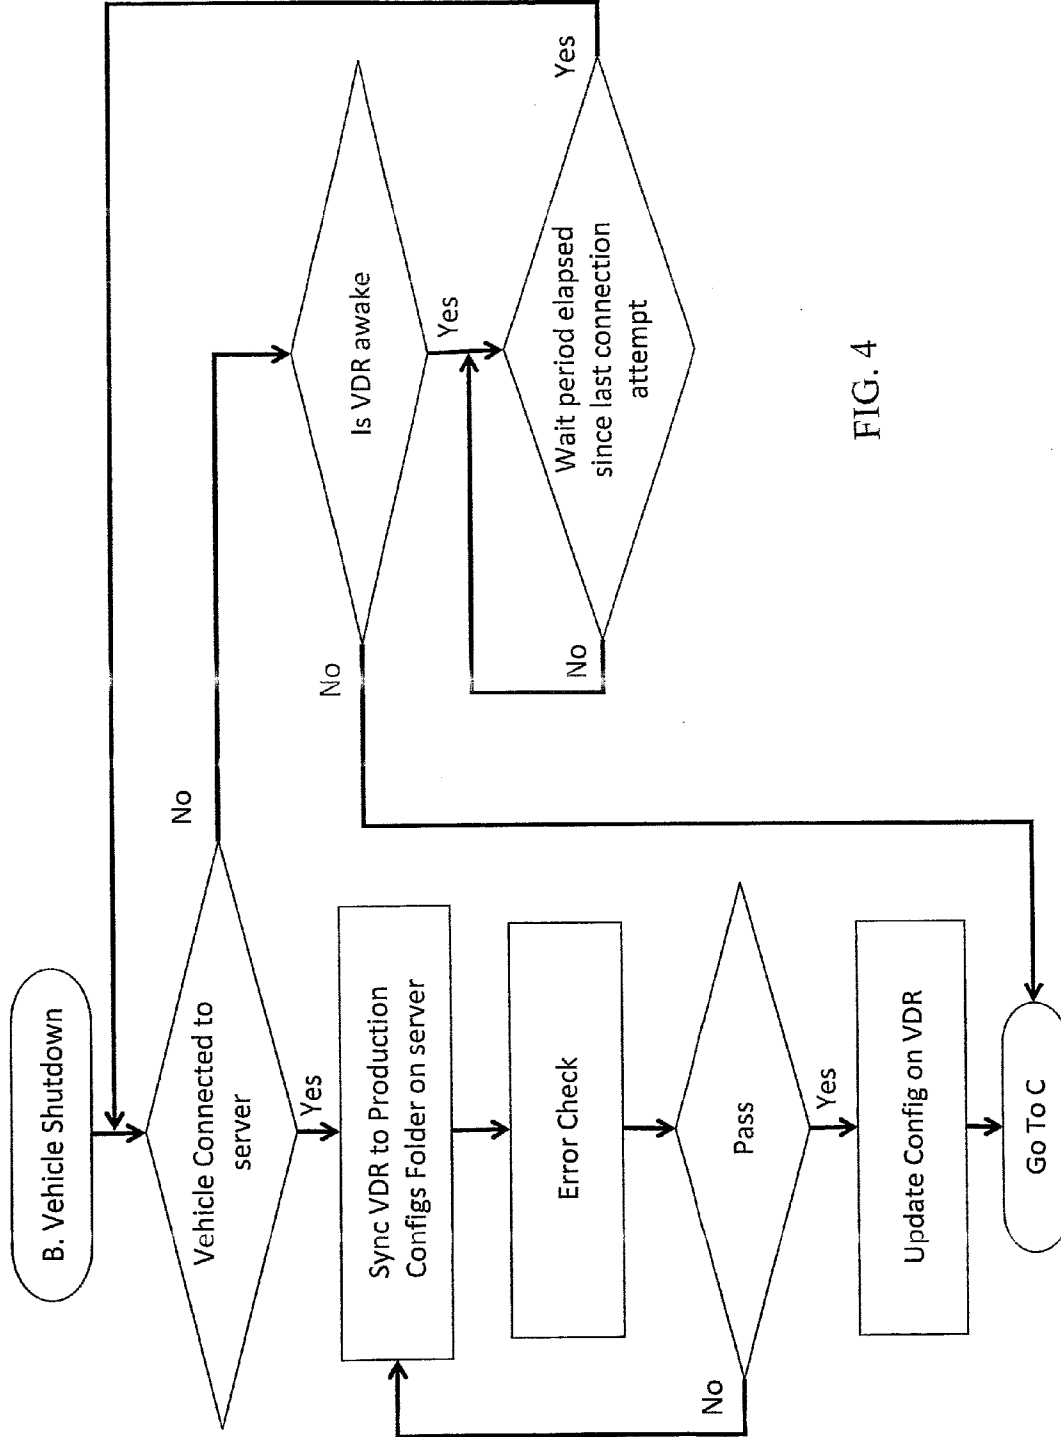 B. Vehicle Shutdown
Vehicle Connected to
server
No
Yes
Sync VDR to Production
Configs Folder on server
Error Check
Pass
No
Yes
Update Config on VDR
Go To C
Is VDR awake
No
Yes
Wait period elapsed
since last connection
attempt
No
Yes
FIG. 4